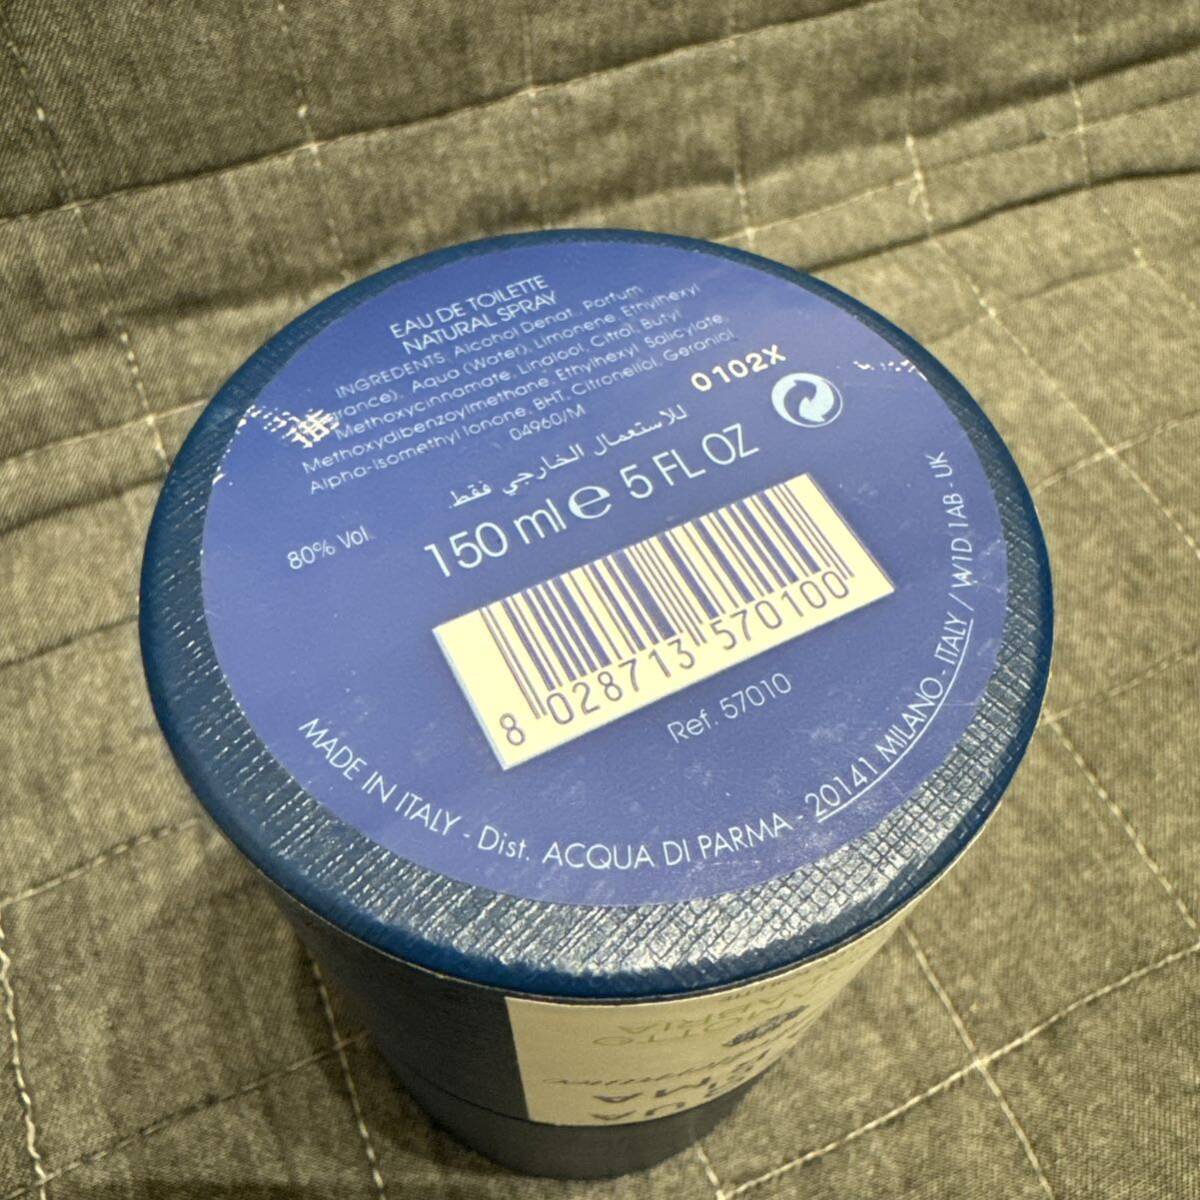 EAU DE TOILETTE
NATURAL SPRAY
INGREDIENTS: Alcohol Denat., Parfum
Aqua (Water), Limonene, Ethylhexyl
Methoxycinnamate, Linalool, Citral, Butyl
Methoxydibenzoylmethane, Ethylhexyl Salicylate,
Alpha-Isomethyl Ionone, BHT, Citronellol, Geraniol
04960/M
0102X
للاستعمال الخارجي فقط.
80% Vol.
150 ml e 5 FL OZ
8 028713 570100
Ref. 57010
MADE IN ITALY - Dist. ACQUA DI PARMA - 20141 MILANO - ITALY / W1D 1AB - UK